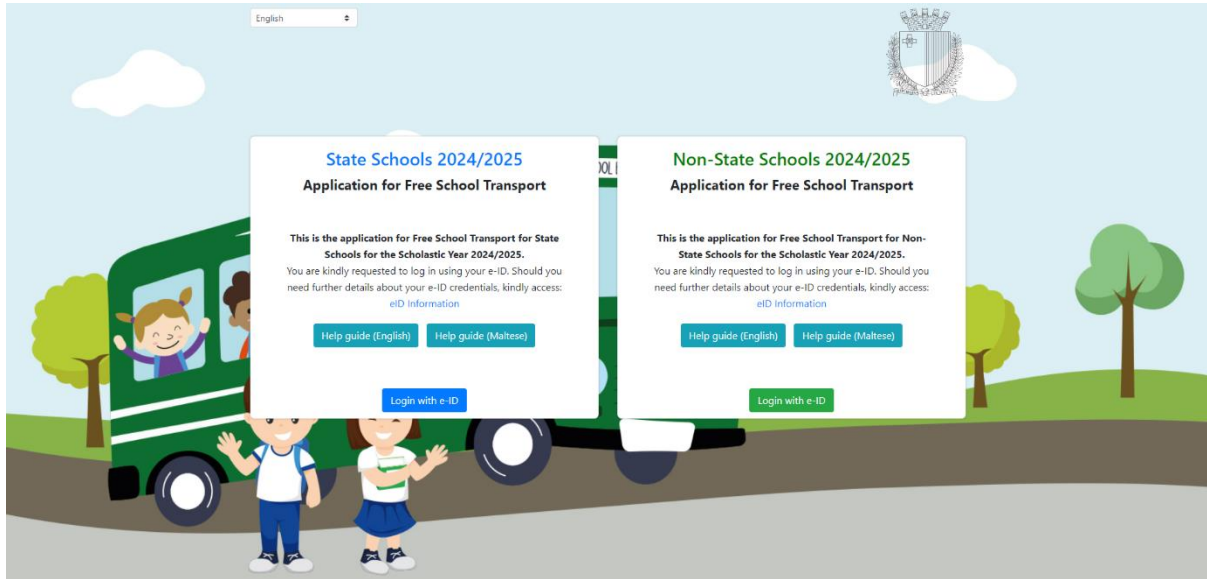 English
State Schools 2024/2025
Application for Free School Transport
This is the application for Free School Transport for State
Schools for the Scholastic Year 2024/2025.
You are kindly requested to log in using your e-ID. Should you
need further details about your e-ID credentials, kindly access:
eID Information
Help guide (English) Help guide (Maltese)
Login with e-ID
Non-State Schools 2024/2025
Application for Free School Transport
This is the application for Free School Transport for Non-
State Schools for the Scholastic Year 2024/2025.
You are kindly requested to log in using your e-ID. Should you
need further details about your e-ID credentials, kindly access:
eID Information
Help guide (English) Help guide (Maltese)
Login with e-ID